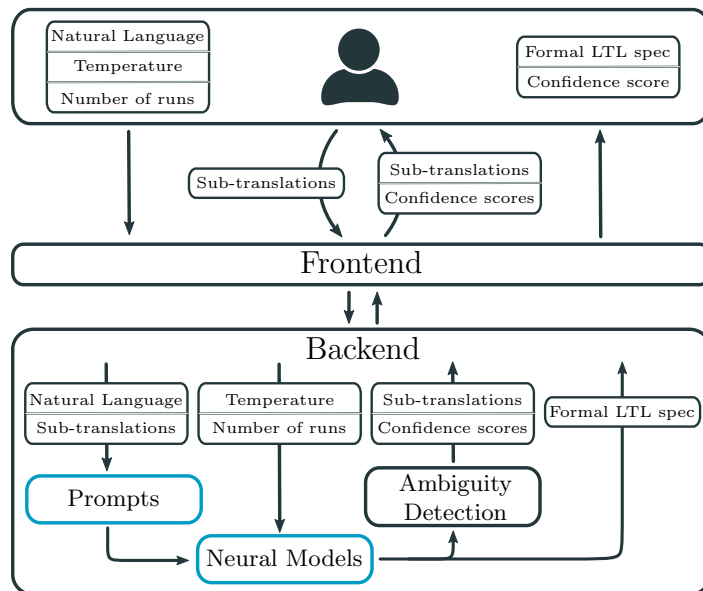 Natural Language
Temperature
Number of runs
Formal LTL spec
Confidence score
Sub-translations
Sub-translations
Confidence scores
Frontend
Backend
Natural Language
Sub-translations
Temperature
Number of runs
Sub-translations
Confidence scores
Formal LTL spec
Prompts
Ambiguity
Detection
Neural Models